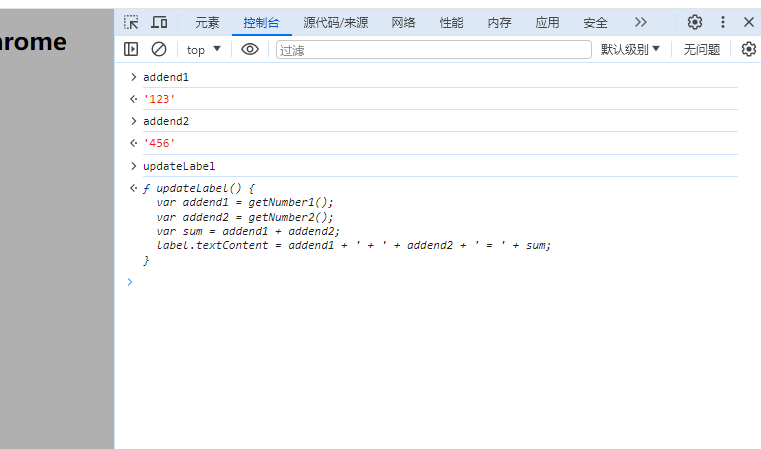 hrome
元素 控制台 源代码/来源 网络 性能 内存 应用 安全
top 过滤 默认级别 无问题
addend1
'123'
addend2
'456'
updateLabel
ƒ updateLabel() {
var addend1 = getNumber1();
var addend2 = getNumber2();
var sum = addend1 + addend2;
label.textContent = addend1 + ' + ' + addend2 + ' = ' + sum;
}